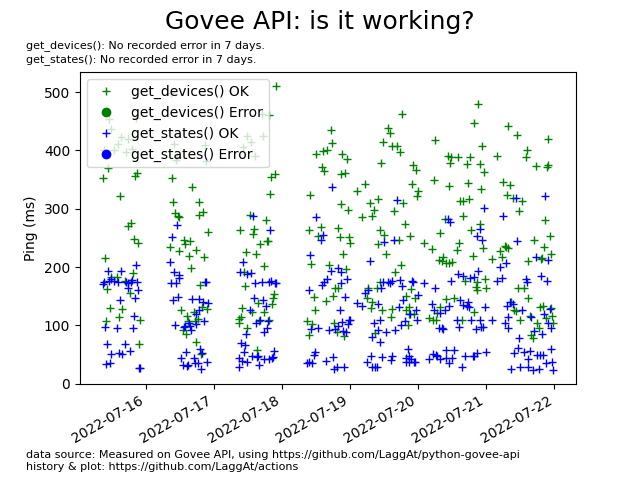 Govee API: is it working?
get_devices(): No recorded error in 7 days.
get_states(): No recorded error in 7 days.
get_devices() OK
get_devices() Error
get_states() OK
get_states() Error
Ping (ms)
500
400
300
200
100
0
2022-07-16
2022-07-17
2022-07-18
2022-07-19
2022-07-20
2022-07-21
2022-07-22
data source: Measured on Govee API, using https://github.com/LaggAt/python-govee-api
history & plot: https://github.com/LaggAt/actions